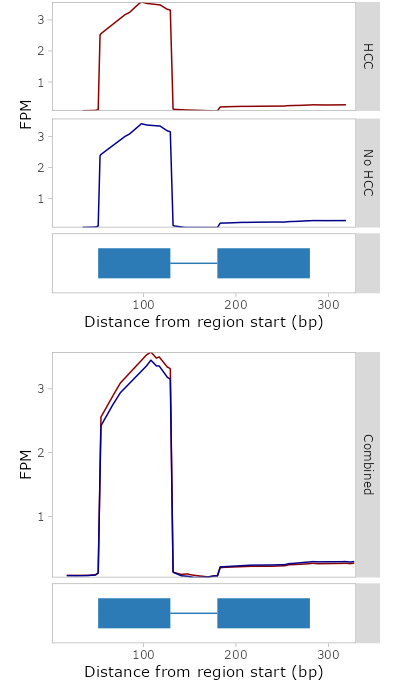 3
2
1
HCC
FPM
3
2
1
No HCC
100
200
300
Distance from region start (bp)
3
2
1
FPM
Combined
100
200
300
Distance from region start (bp)